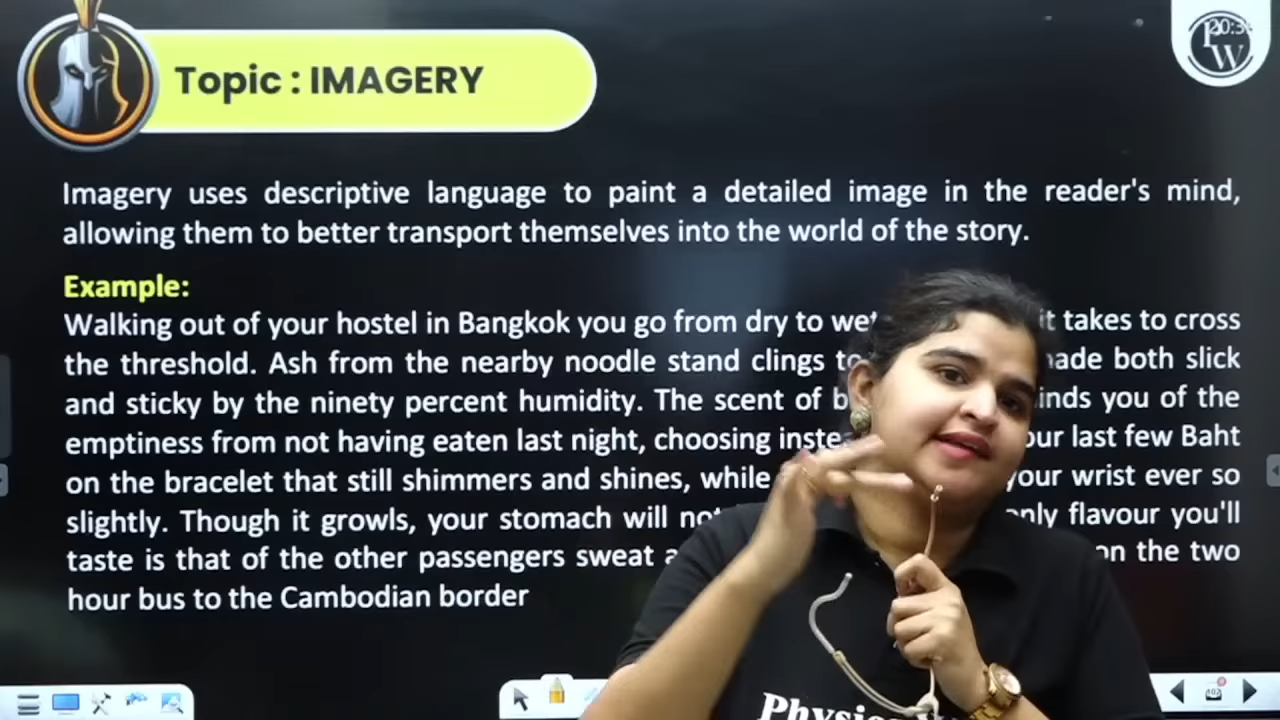 Topic : IMAGERY
20:3
PW
Imagery uses descriptive language to paint a detailed image in the reader's mind,
allowing them to better transport themselves into the world of the story.
Example:
Walking out of your hostel in Bangkok you go from dry to wet it takes to cross
the threshold. Ash from the nearby noodle stand clings to both slick
and sticky by the ninety percent humidity. The scent of you of the
emptiness from not having eaten last night, choosing last few Baht
on the bracelet that still shimmers and shines, while your wrist ever so
slightly. Though it growls, your stomach will not only flavour you'll
taste is that of the other passengers sweat on the two
hour bus to the Cambodian border
Physics